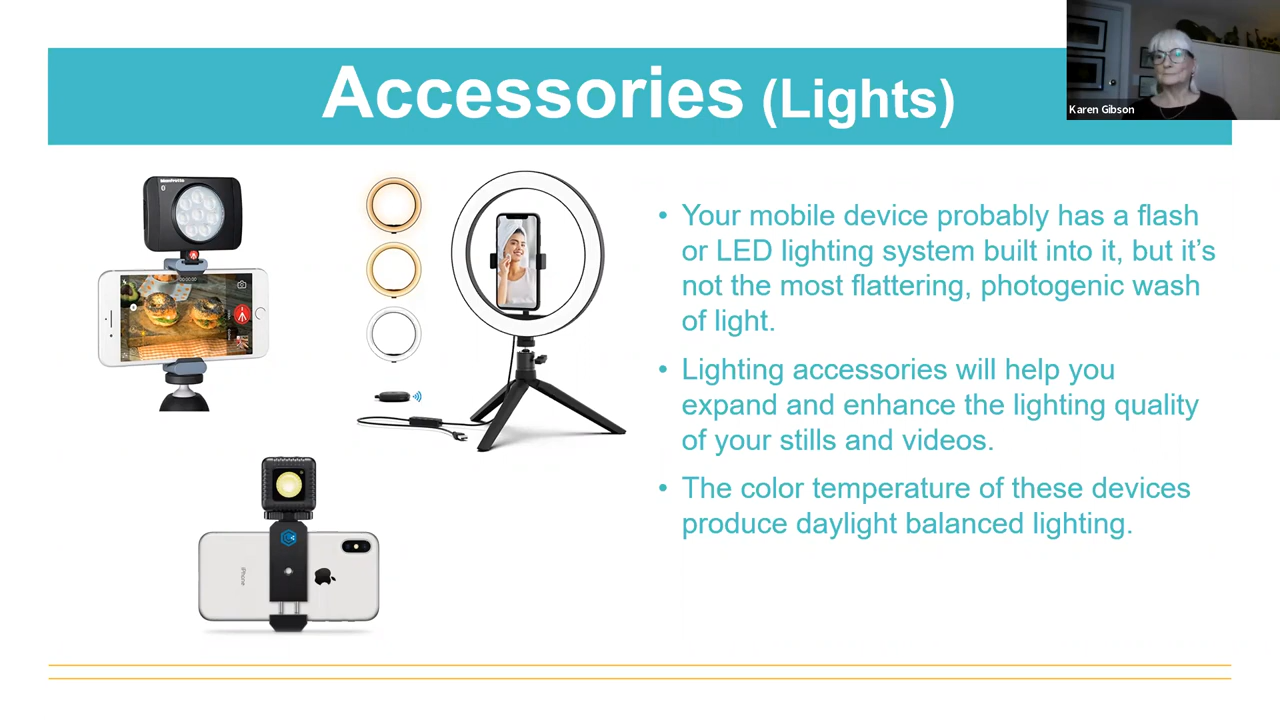 Accessories (Lights)
Karen Gibson
Manfrotto
• Your mobile device probably has a flash
or LED lighting system built into it, but it's
not the most flattering, photogenic wash
of light.
• Lighting accessories will help you
expand and enhance the lighting quality
of your stills and videos.
• The color temperature of these devices
produce daylight balanced lighting.
iPhone